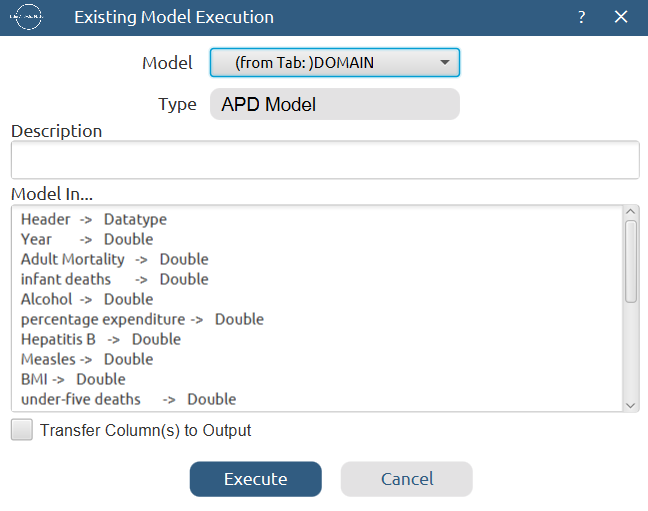 Existing Model Execution ?
Model (from Tab: )DOMAIN
Type APD Model
Description
Model In...
Header -> Datatype
Year -> Double
Adult Mortality -> Double
infant deaths -> Double
Alcohol -> Double
percentage expenditure -> Double
Hepatitis B -> Double
Measles -> Double
BMI -> Double
under-five deaths -> Double
Transfer Column(s) to Output
Execute Cancel